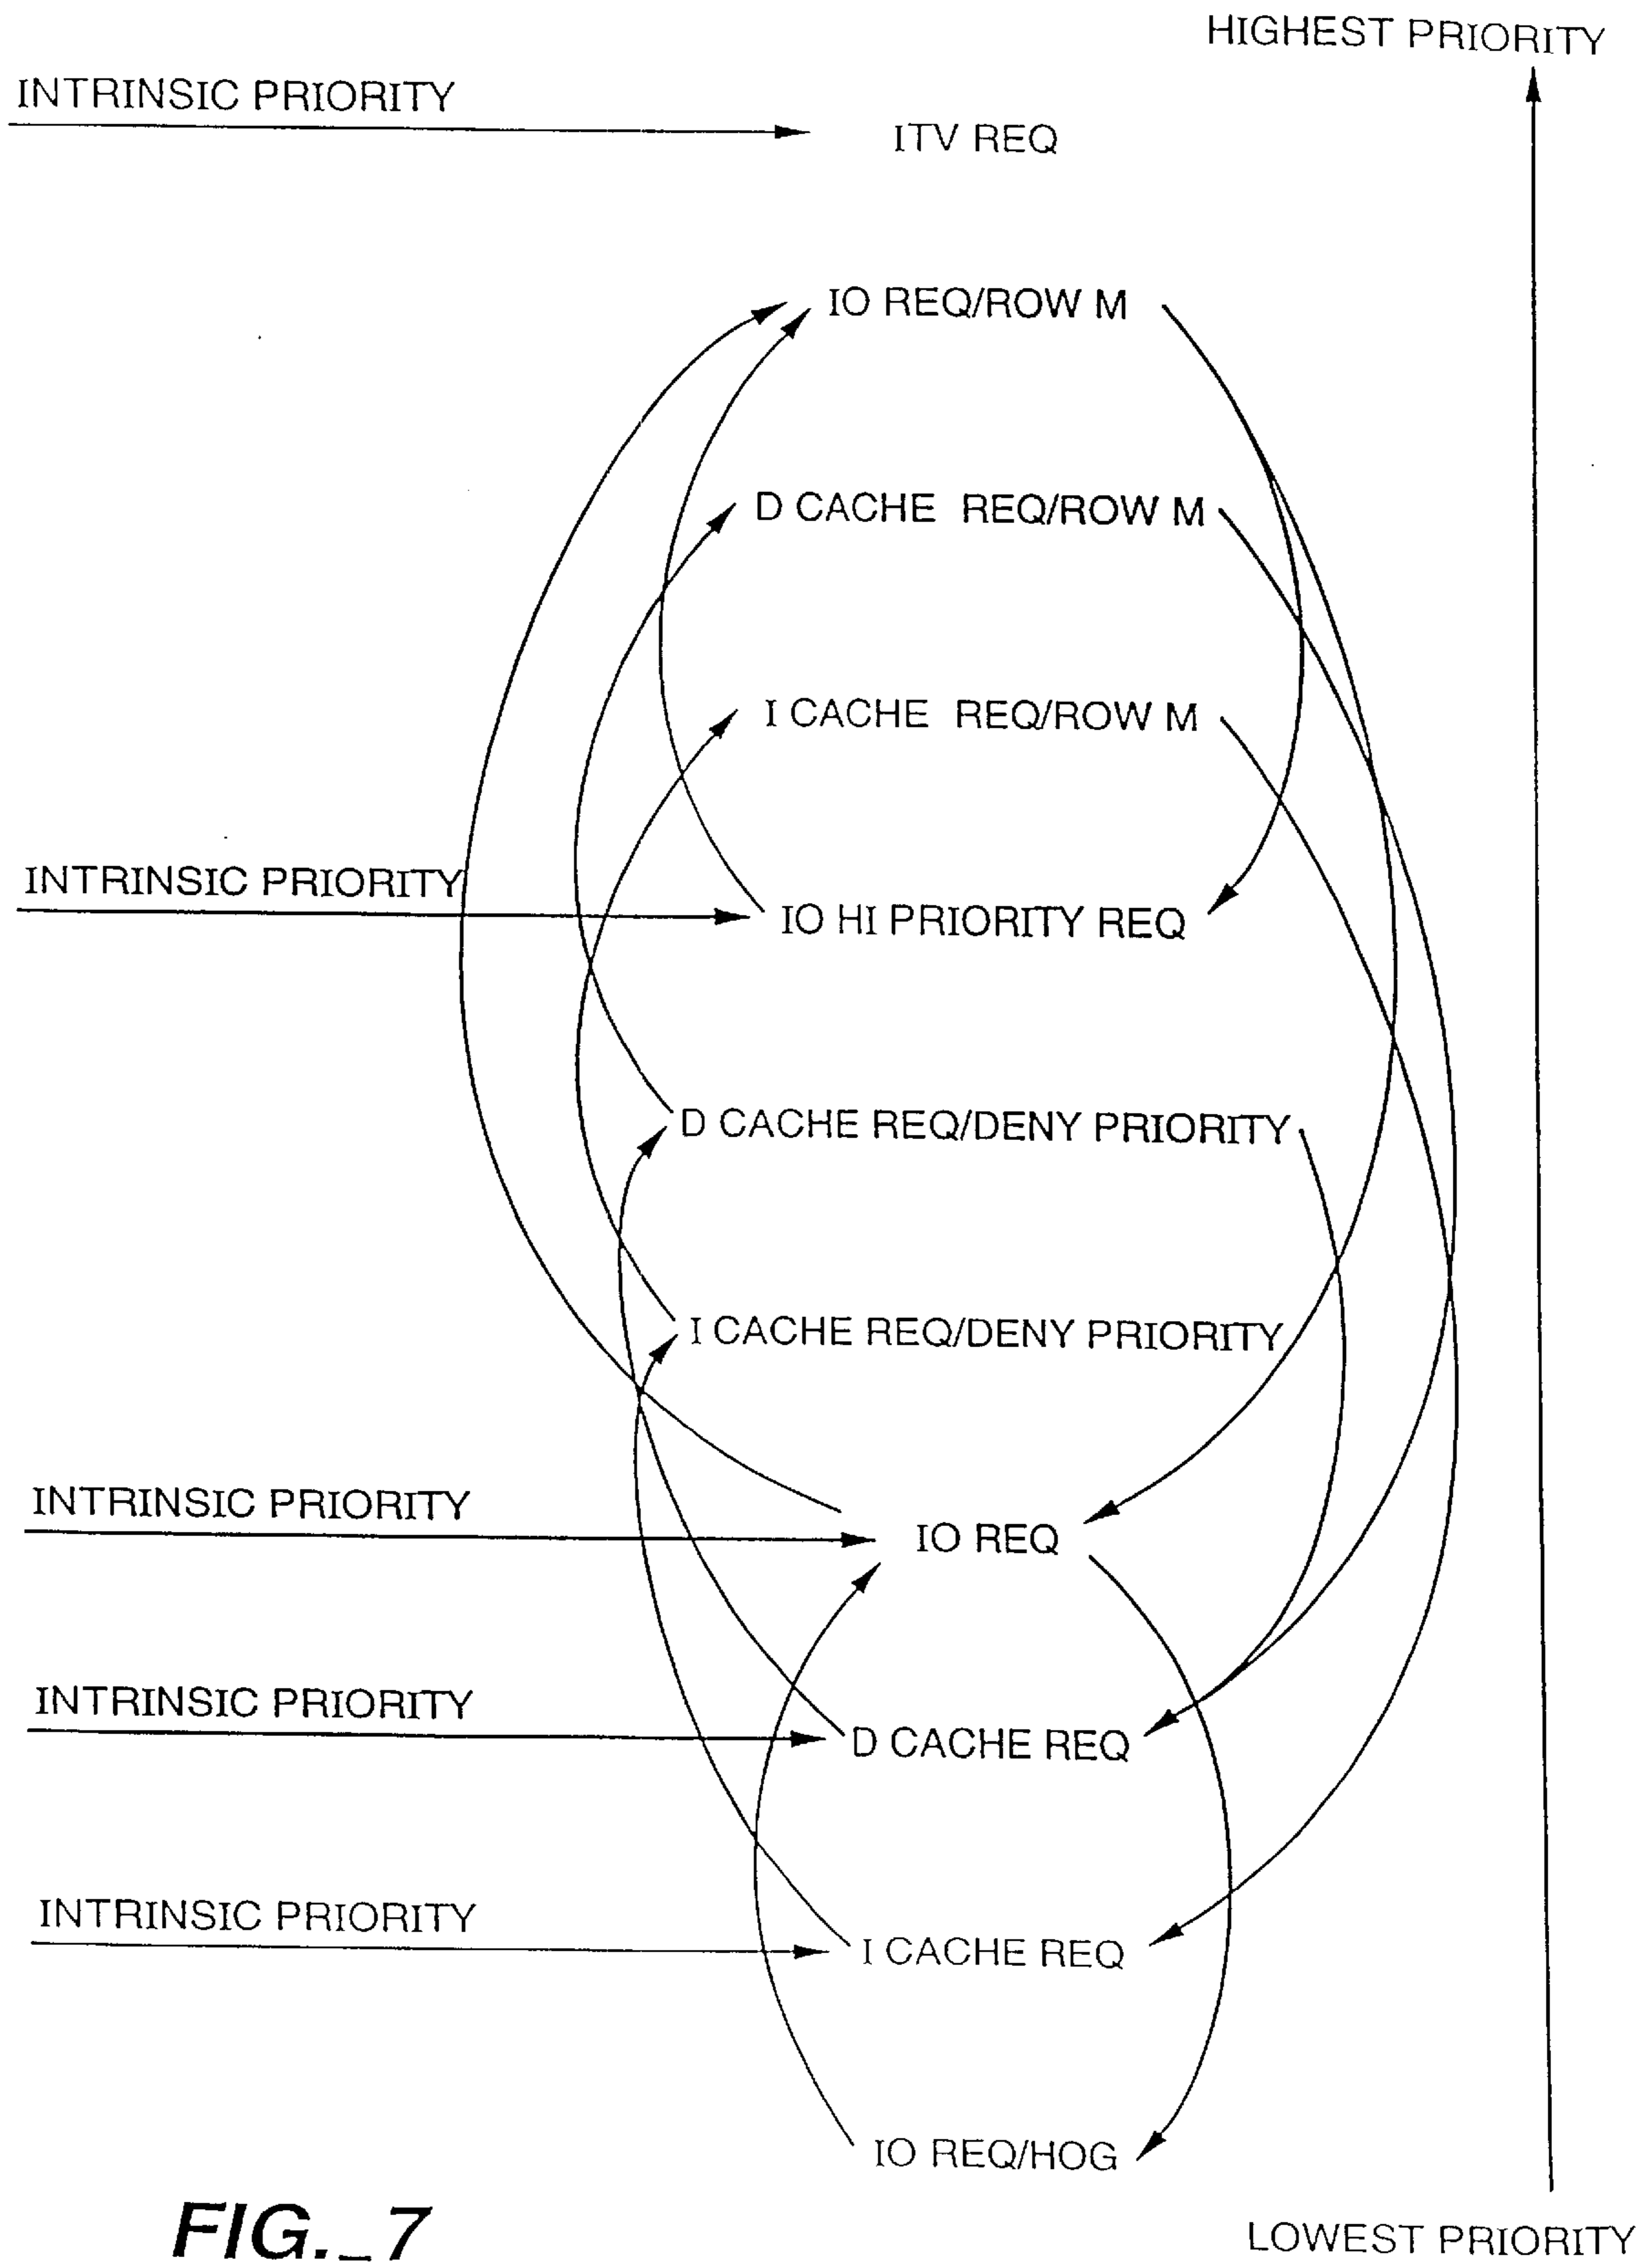 HIGHEST PRIORITY
INTRINSIC PRIORITY
ITV REQ
IO REQ/ROW M
D CACHE REQ/ROW M
I CACHE REQ/ROW M
INTRINSIC PRIORITY
IO HI PRIORITY REQ
D CACHE REQ/DENY PRIORITY
I CACHE REQ/DENY PRIORITY
INTRINSIC PRIORITY
IO REQ
INTRINSIC PRIORITY
D CACHE REQ
INTRINSIC PRIORITY
I CACHE REQ
IO REQ/HOG
FIG._7
LOWEST PRIORITY